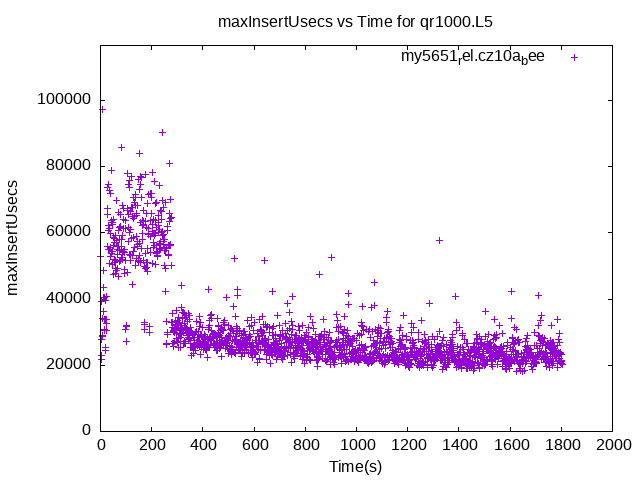 maxInsertUsecs vs Time for qr1000.L5
my5651rel.cz10abee
100000
80000
60000
40000
20000
0
maxInsertUsecs
0 200 400 600 800 1000 1200 1400 1600 1800 2000
Time(s)